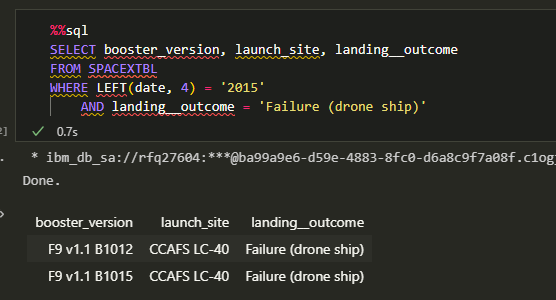 %%sql
SELECT booster_version, launch_site, landing__outcome
FROM SPACEXTBL
WHERE LEFT(date, 4) = '2015'
AND landing__outcome = 'Failure (drone ship)'
0.7s
* ibm_db_sa://rfq27604:***@ba99a9e6-d59e-4883-8fc0-d6a8c9f7a08f.c1og
Done.
booster_version launch_site landing__outcome
F9 v1.1 B1012 CCAFS LC-40 Failure (drone ship)
F9 v1.1 B1015 CCAFS LC-40 Failure (drone ship)